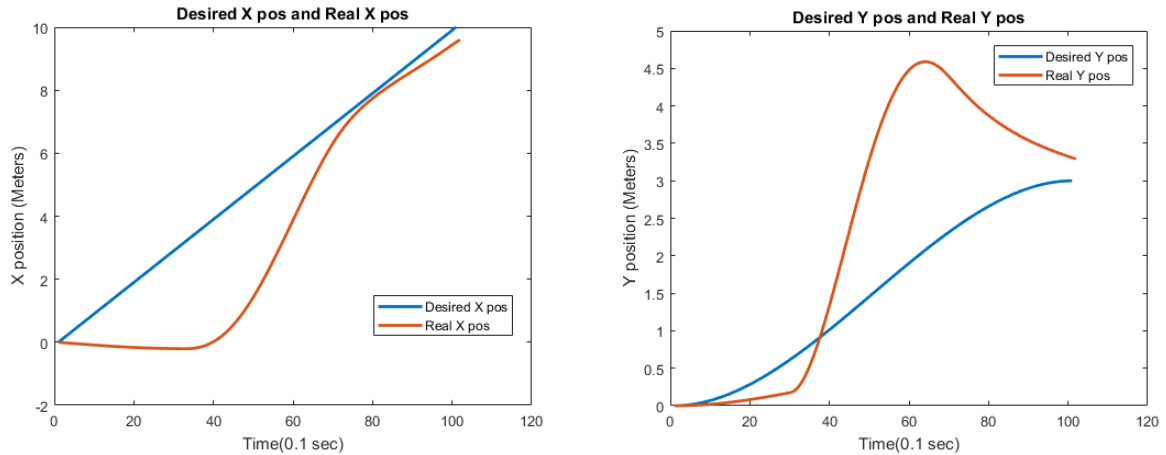 Desired X pos and Real X pos
X position (Meters)
10
8
6
4
2
0
-2
Desired X pos
Real X pos
0 20 40 60 80 100 120
Time(0.1 sec)
Desired Y pos and Real Y pos
Y position (Meters)
5
4.5
4
3.5
3
2.5
2
1.5
1
0.5
0
Desired Y pos
Real Y pos
0 20 40 60 80 100 120
Time(0.1 sec)